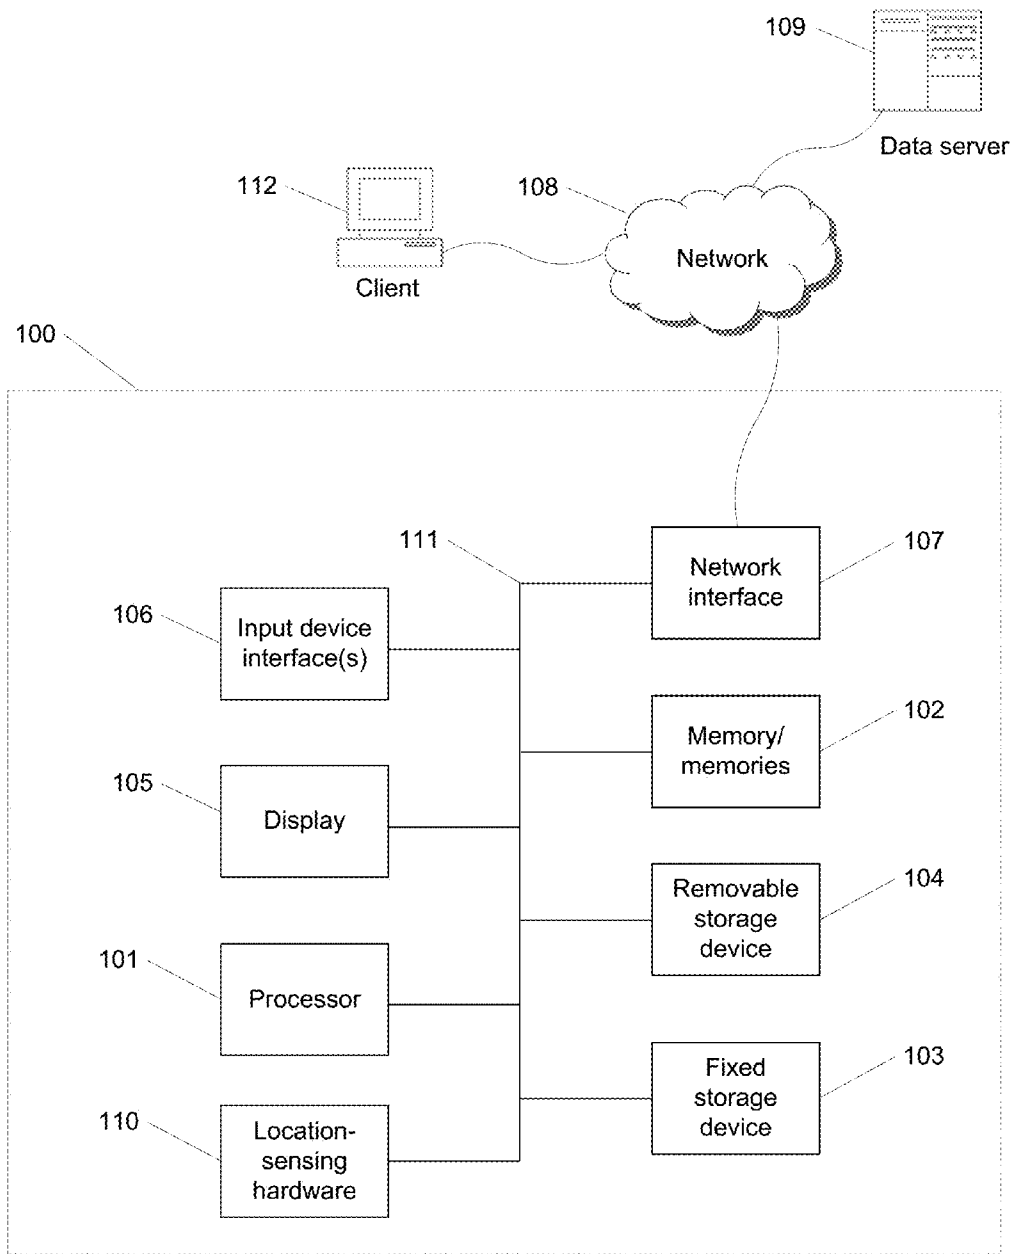 109
Data server
112
108
Network
Client
100
111
107
Network
interface
106
Input device
interface(s)
102
Memory/
memories
105
Display
104
Removable
storage
device
101
Processor
103
Fixed
storage
device
110
Location-
sensing
hardware